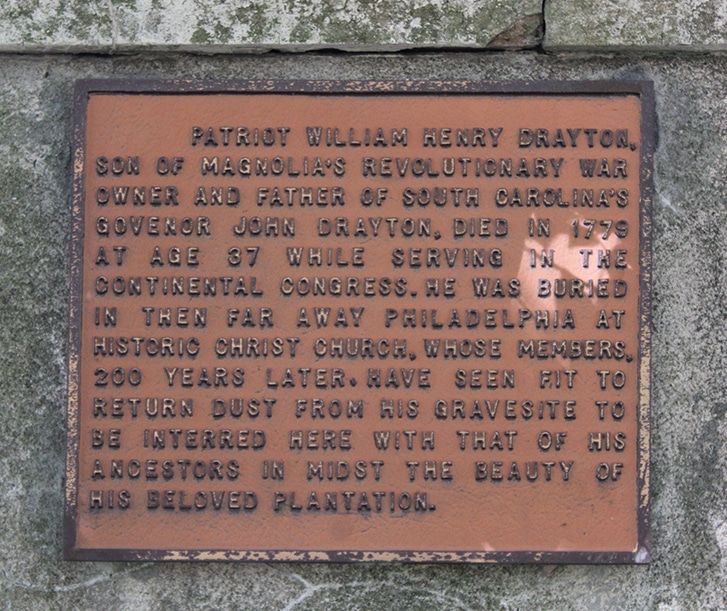 PATRIOT WILLIAM HENRY DRAYTON,
SON OF MAGNOLIA'S REVOLUTIONARY WAR
OWNER AND FATHER OF SOUTH CAROLINA'S
GOVENOR JOHN DRAYTON, DIED IN 1779
AT AGE 37 WHILE SERVING IN THE
CONTINENTAL CONGRESS. HE WAS BURIED
IN THEN FAR AWAY PHILADELPHIA AT
HISTORIC CHRIST CHURCH, WHOSE MEMBERS,
200 YEARS LATER, HAVE SEEN FIT TO
RETURN DUST FROM HIS GRAVESITE TO
BE INTERRED HERE WITH THAT OF HIS
ANCESTORS IN MIDST THE BEAUTY OF
HIS BELOVED PLANTATION.